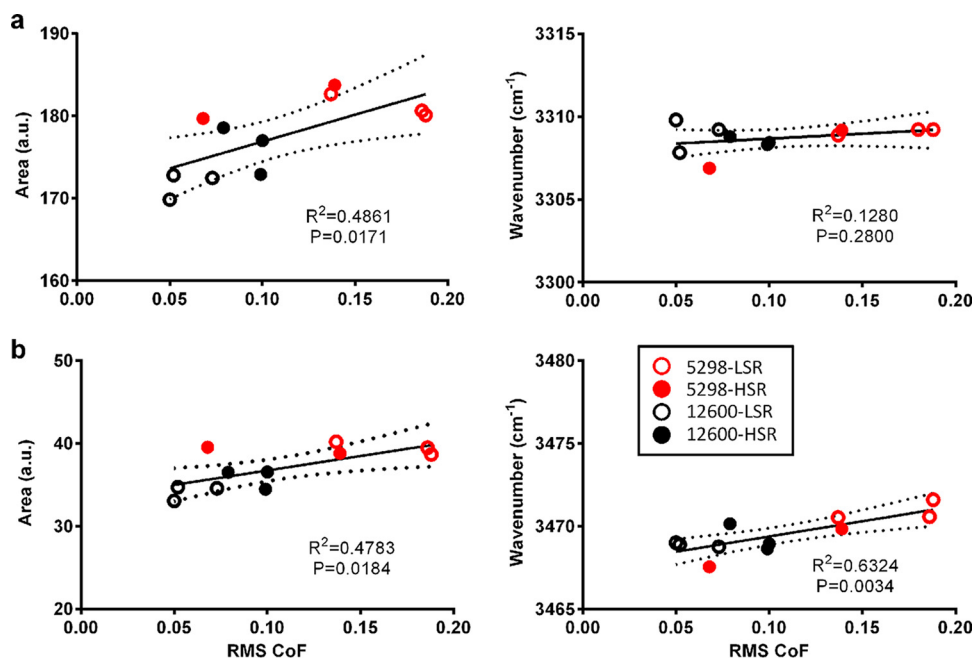 a
Area (a.u.)
190
180
170
160
0.00 0.05 0.10 0.15 0.20
R²=0.4861
P=0.0171
Wavenumber (cm⁻¹)
3315
3310
3305
3300
0.00 0.05 0.10 0.15 0.20
R²=0.1280
P=0.2800
RMS CoF
RMS CoF
b
Area (a.u.)
50
40
30
20
0.00 0.05 0.10 0.15 0.20
R²=0.4783
P=0.0184
RMS CoF
Wavenumber (cm⁻¹)
3480
3475
3470
3465
0.00 0.05 0.10 0.15 0.20
5298-LSR
5298-HSR
12600-LSR
12600-HSR
R²=0.6324
P=0.0034
RMS CoF